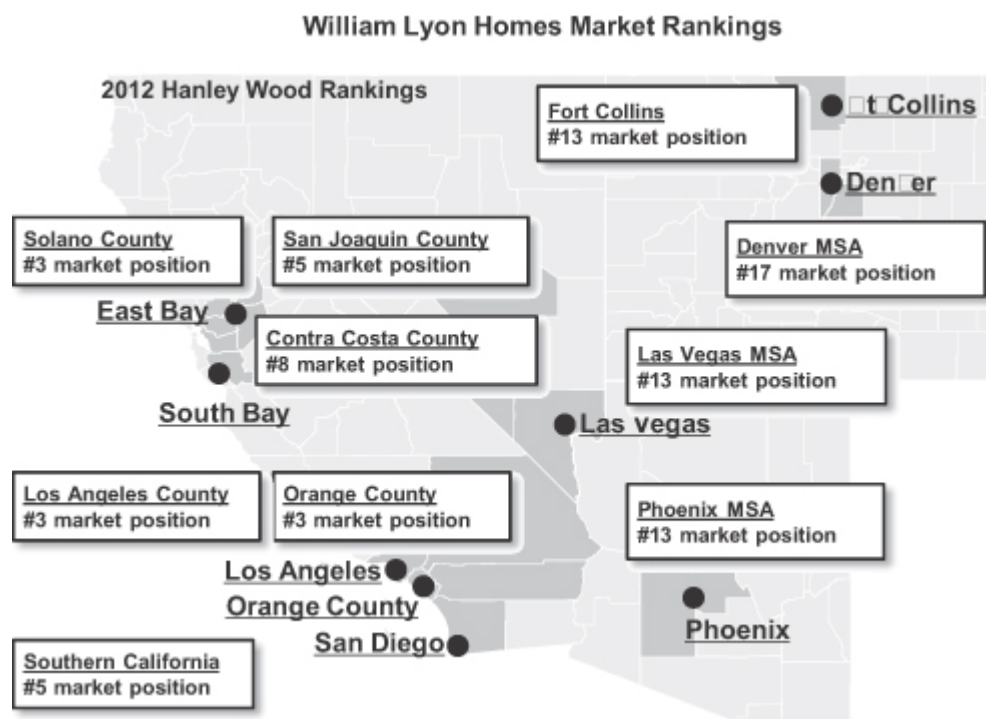 William Lyon Homes Market Rankings
2012 Hanley Wood Rankings
Fort Collins
#13 market position
Collins
Solano County
#3 market position
San Joaquin County
#5 market position
Denver MSA
#17 market position
East Bay
Contra Costa County
#8 market position
Las Vegas MSA
#13 market position
South Bay
Las vegas
Los Angeles County
#3 market position
Orange County
#3 market position
Phoenix MSA
#13 market position
Los Angeles
Orange County
San Diego
Phoenix
Southern California
#5 market position